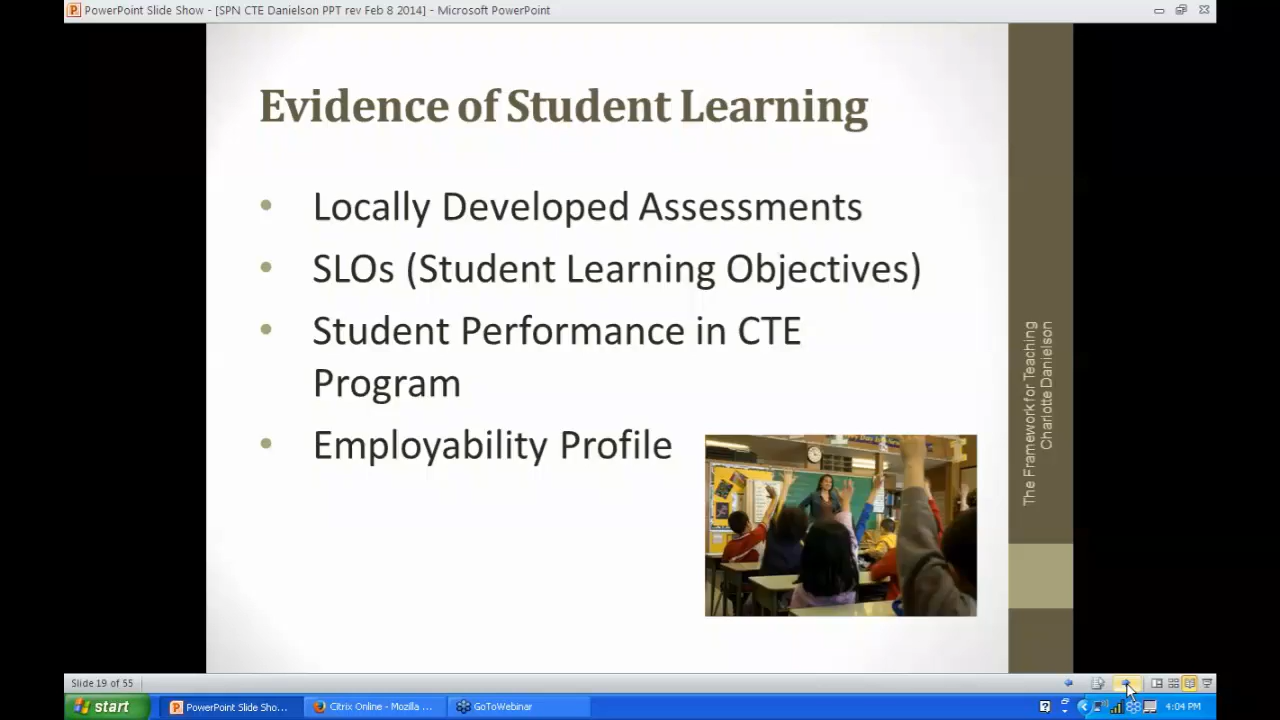 PowerPoint Slide Show - [SPN CTE Danielson PPT rev Feb 8 2014] - Microsoft PowerPoint
Evidence of Student Learning
• Locally Developed Assessments
• SLOs (Student Learning Objectives)
• Student Performance in CTE
Program
• Employability Profile
The Framework for Teaching
Charlotte Danielson
Slide 19 of 55
start
PowerPoint Slide Sho...
Citrix Online - Mozilla ...
GoToWebinar
4:04 PM